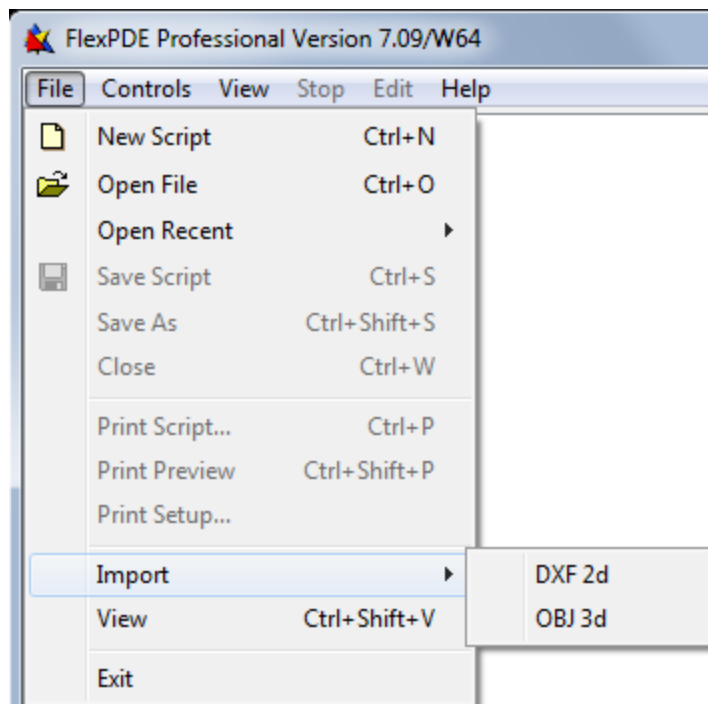 FlexPDE Professional Version 7.09/W64
File Controls View Stop Edit Help
New Script Ctrl+N
Open File Ctrl+O
Open Recent
Save Script Ctrl+S
Save As Ctrl+Shift+S
Close Ctrl+W
Print Script... Ctrl+P
Print Preview Ctrl+Shift+P
Print Setup...
Import DXF 2d
View Ctrl+Shift+V OBJ 3d
Exit